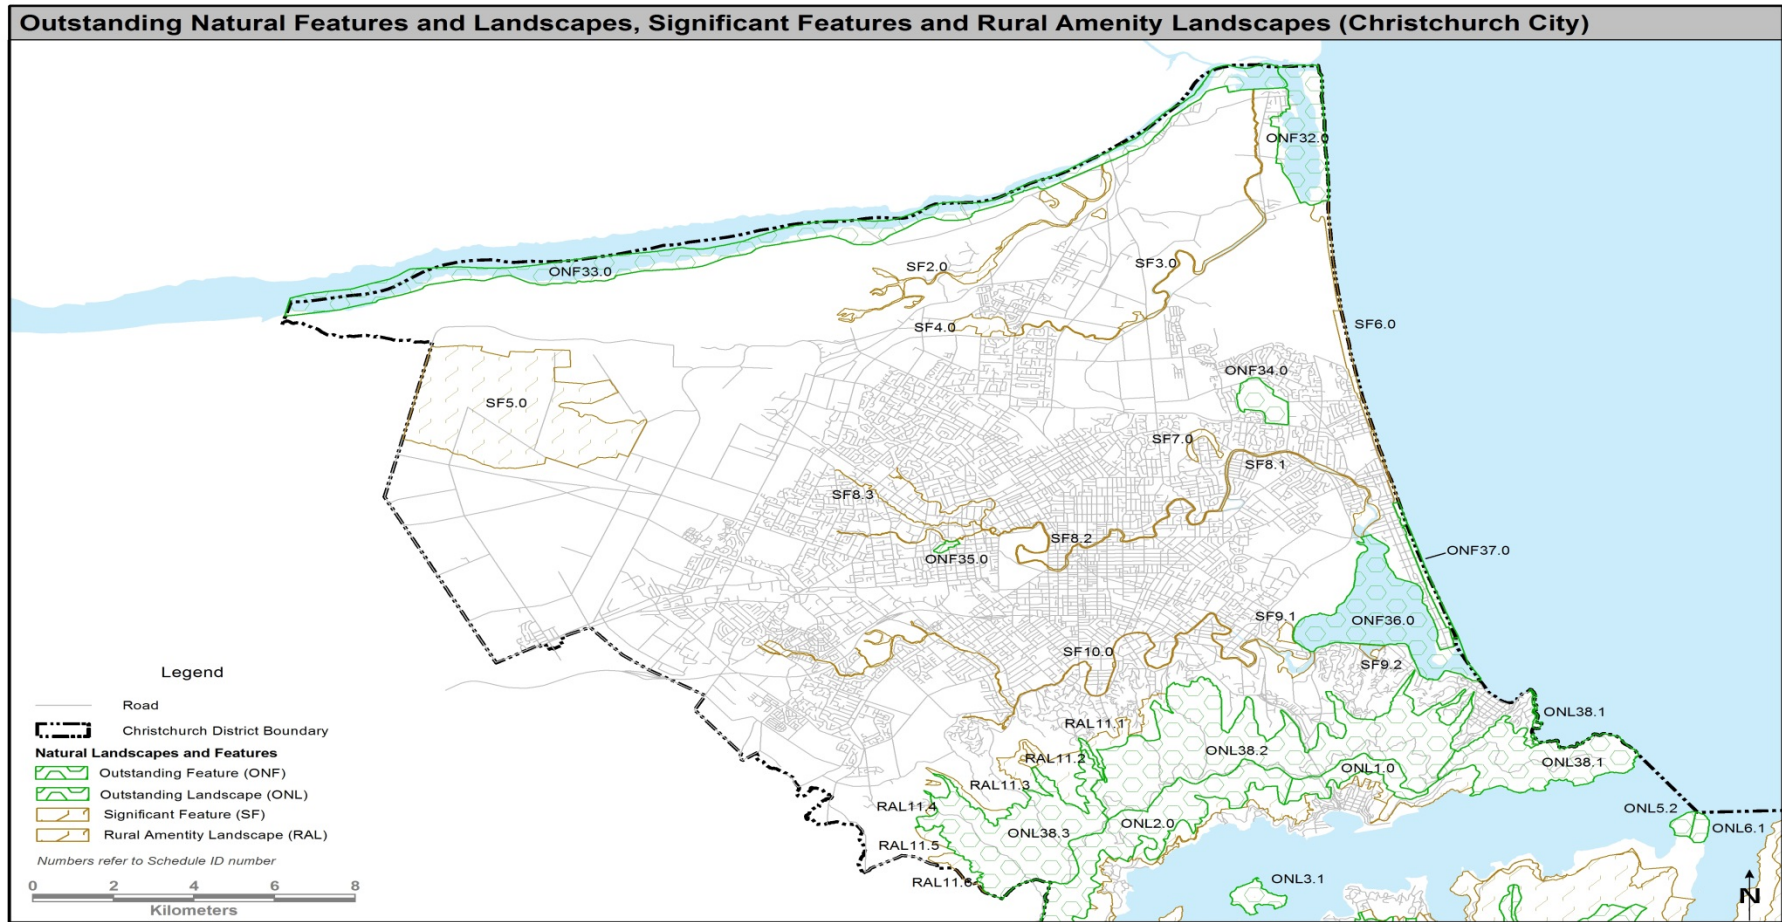 Outstanding Natural Features and Landscapes, Significant Features and Rural Amenity Landscapes (Christchurch City)
ONF32.0
SF3.0
SF2.0
ONF33.0
SF4.0
SF6.0
ONF34.0
SF5.0
SF7.0
SF8.1
SF8.3
SF8.2
ONF35.0
ONF37.0
SF9.1
ONF36.0
SF10.0
SF9.2
ONL38.1
RAL11.1
ONL38.2
RAL11.2
ONL38.1
ONL1.0
RAL11.3
RAL11.4
ONL5.2
ONL2.0
ONL6.1
ONL38.3
RAL11.5
RAL11.6
ONL3.1
Legend
Road
Christchurch District Boundary
Natural Landscapes and Features
Outstanding Feature (ONF)
Outstanding Landscape (ONL)
Significant Feature (SF)
Rural Amentity Landscape (RAL)
Numbers refer to Schedule ID number
0 2 4 6 8
Kilometers
N